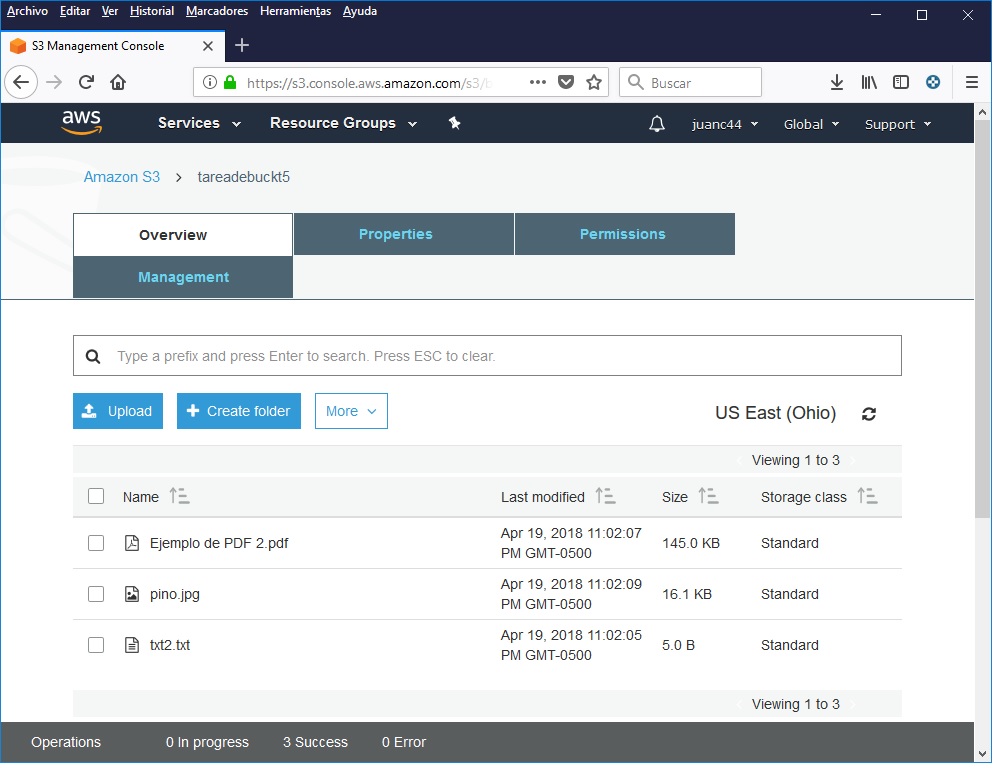 Archivo Editar Ver Historial Marcadores Herramientas Ayuda
S3 Management Console
https://s3.console.aws.amazon.com/s3/b
Buscar
aws Services Resource Groups juanc44 Global Support
Amazon S3 > tareadebuckt5
Overview Properties Permissions
Management
Type a prefix and press Enter to search. Press ESC to clear.
Upload Create folder More US East (Ohio)
Viewing 1 to 3
Name Last modified Size Storage class
Ejemplo de PDF 2.pdf Apr 19, 2018 11:02:07 PM GMT-0500 145.0 KB Standard
pino.jpg Apr 19, 2018 11:02:09 PM GMT-0500 16.1 KB Standard
txt2.txt Apr 19, 2018 11:02:05 PM GMT-0500 5.0 B Standard
Viewing 1 to 3
Operations 0 In progress 3 Success 0 Error